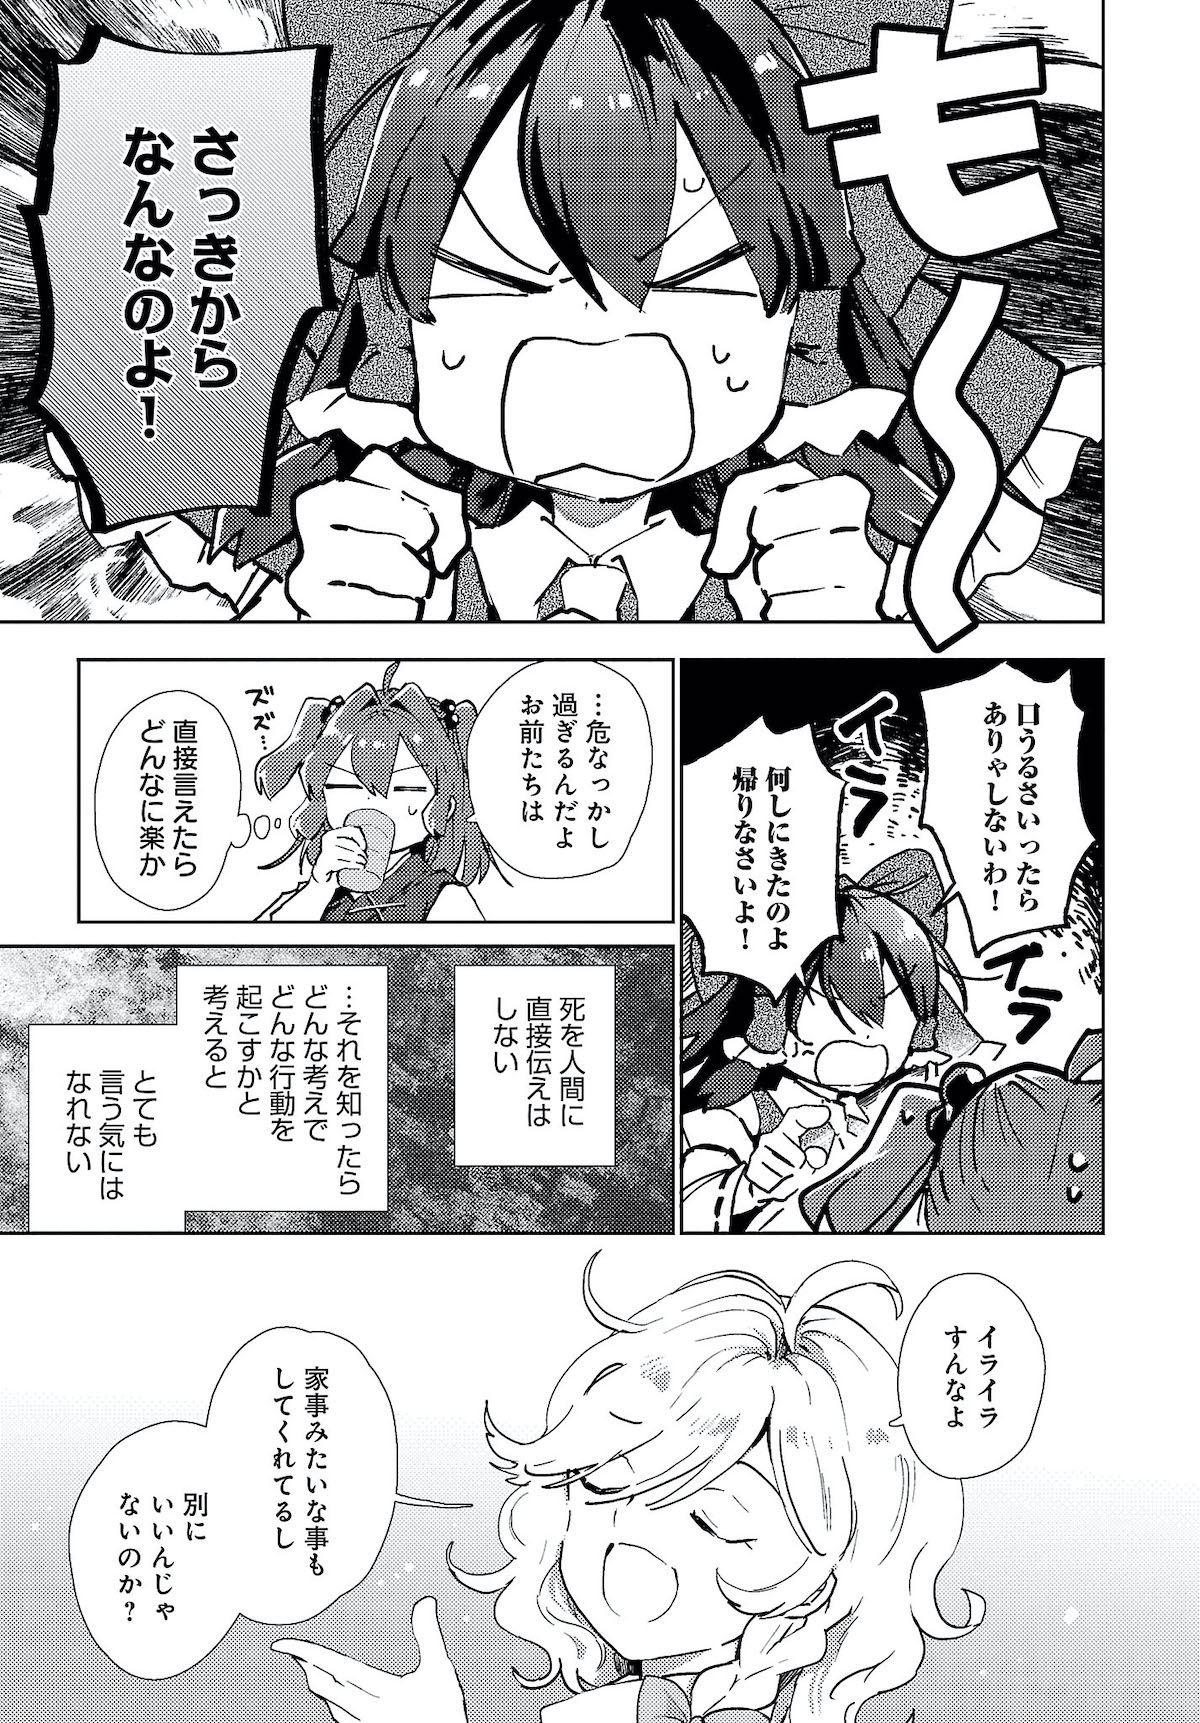 も〜
さっきから
なんなのよ！
口うるさいったら
ありゃしないわ！
イラ
何しにきたのよ
帰りなさいよ！
イラ
…危なっかし
過ぎるんだよ
お前たちは
ズズ…
直接言えたら
どんなに楽か
死を人間に
直接伝えは
しない
…それを知ったら
どんな考えで
どんな行動を
起こすかと
考えると
とても
言う気には
なれない
イライラ
すんなよ
家事みたいな事も
してくれてるし
別に
いいんじゃ
ないのか？